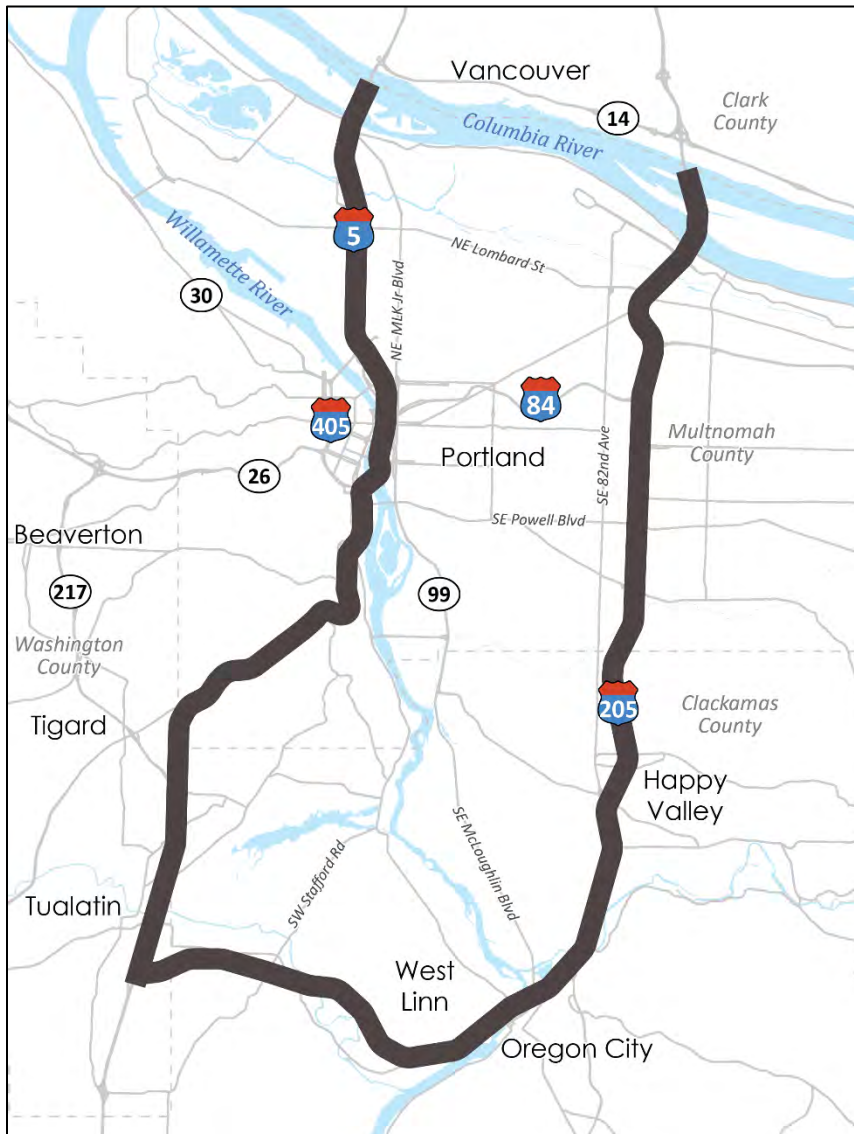 Vancouver
Clark
County
14
Columbia River
5
Willamette River
NE Lombard St
NE MLK Jr Blvd
30
84
405
Multnomah
County
Portland
SE 82nd Ave
26
SE Powell Blvd
Beaverton
217
99
Washington
County
205
Clackamas
County
Tigard
Happy
Valley
SE McLoughlin Blvd
SW Stafford Rd
Tualatin
West
Linn
Oregon City